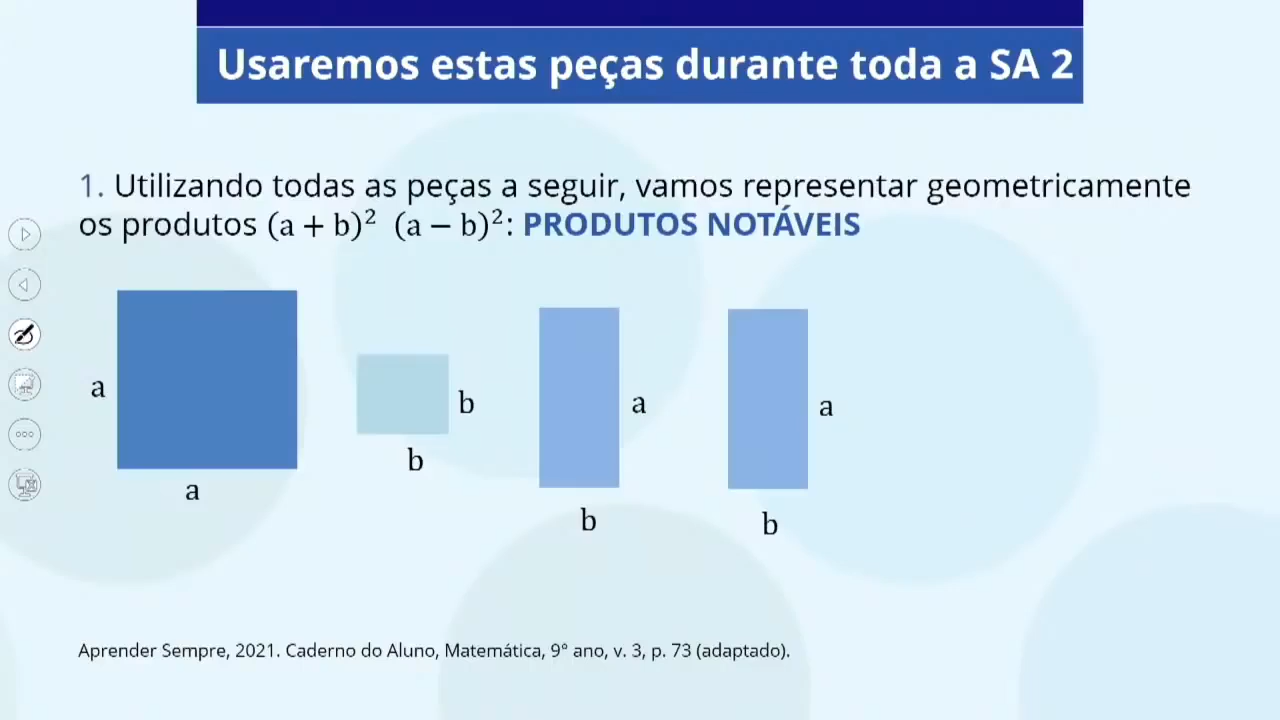 Usaremos estas peças durante toda a SA 2
1. Utilizando todas as peças a seguir, vamos representar geometricamente
os produtos (a + b)² (a − b)²: PRODUTOS NOTÁVEIS
a
a
b
b
a
b
a
b
Aprender Sempre, 2021. Caderno do Aluno, Matemática, 9° ano, v. 3, p. 73 (adaptado).